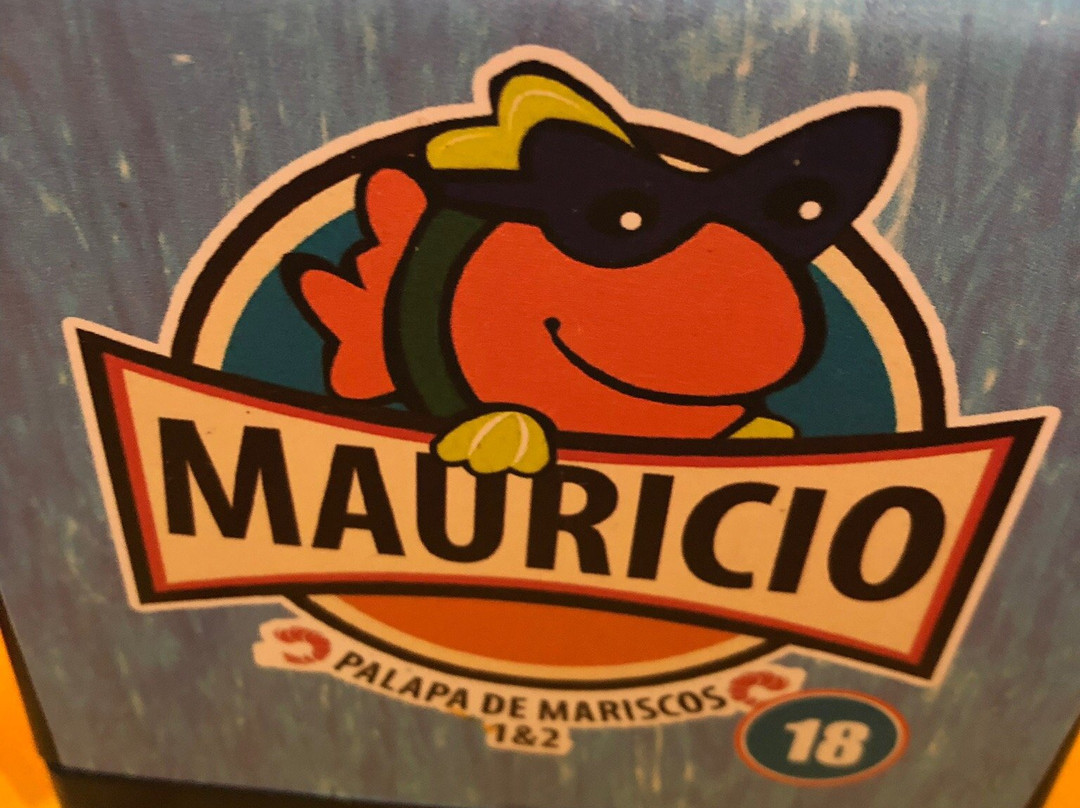 MAURICIO
PALAPA DE MARISCOS
1&2
18